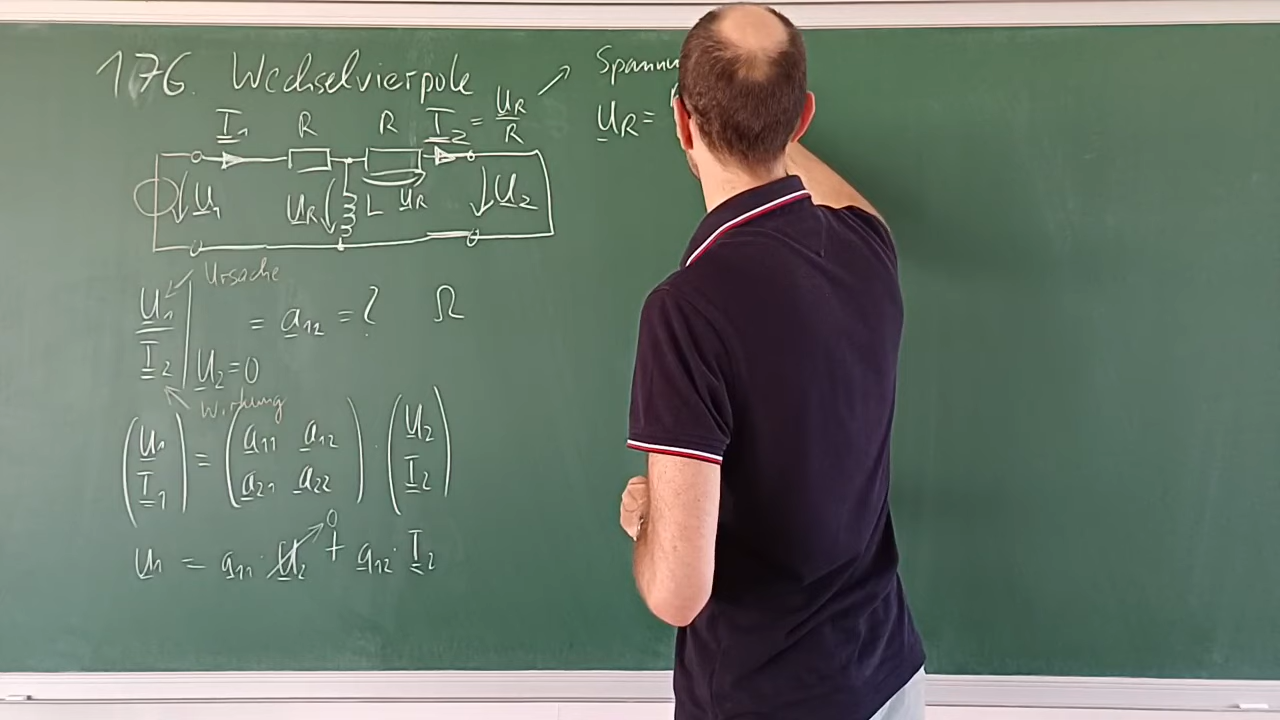 176. Wechselvierpole
I1 R R I2 = UR/R
U1 UR L UR U2
Ursache
U1/I2 | U2=0 = a12 = ? Ω
Wirkung
(U1 I1) = (a11 a12 a21 a22) · (U2 I2)
U1 = a11 · U2 0 + a12 · I2
UR =